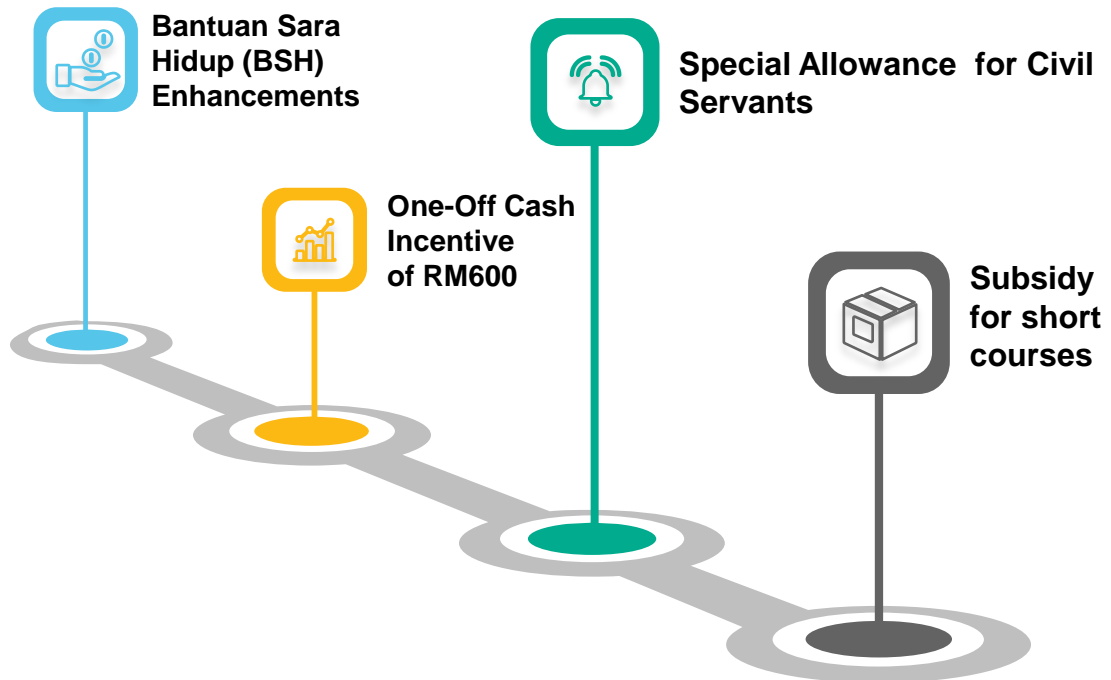 Bantuan Sara
Hidup (BSH)
Enhancements
One-Off Cash
Incentive
of RM600
Special Allowance  for Civil
Servants
Subsidy
for short
courses